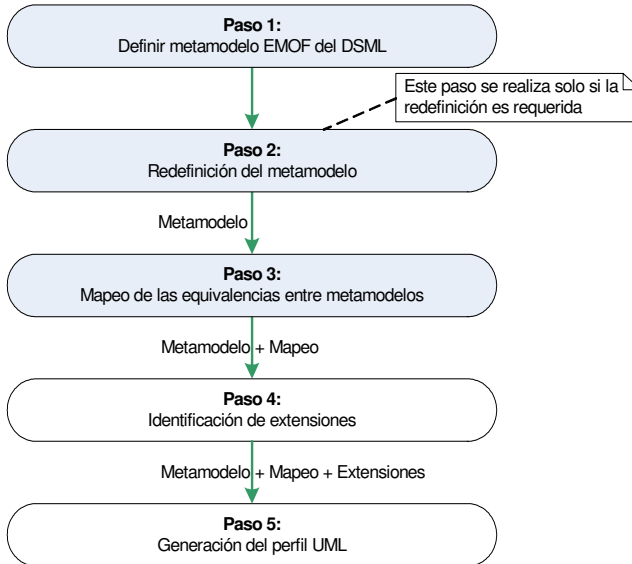 Paso 1:
Definir metamodelo EMOF del DSML
Este paso se realiza solo si la
redefinición es requerida
Paso 2:
Redefinición del metamodelo
Metamodelo
Paso 3:
Mapeo de las equivalencias entre metamodelos
Metamodelo + Mapeo
Paso 4:
Identificación de extensiones
Metamodelo + Mapeo + Extensiones
Paso 5:
Generación del perfil UML